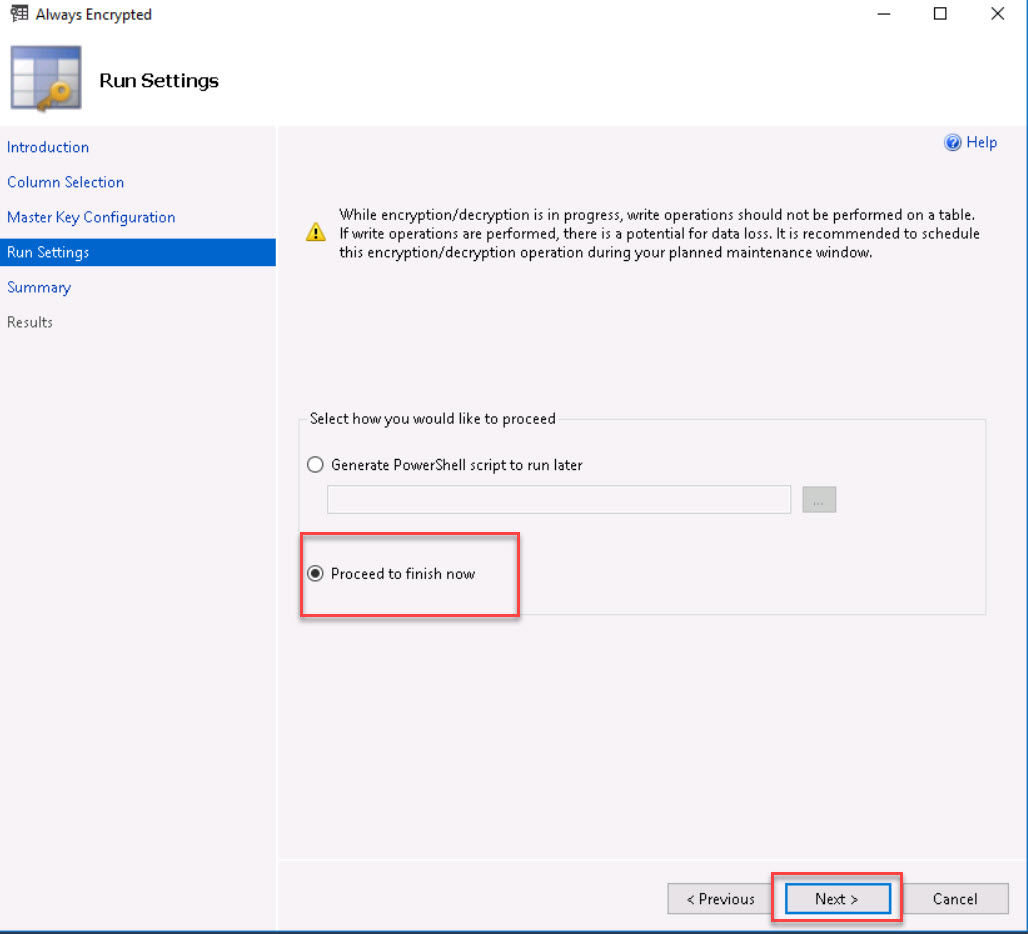 Always Encrypted
Run Settings
Introduction
Column Selection
Master Key Configuration
Run Settings
Summary
Results
Help
While encryption/decryption is in progress, write operations should not be performed on a table.
If write operations are performed, there is a potential for data loss. It is recommended to schedule
this encryption/decryption operation during your planned maintenance window.
Select how you would like to proceed
Generate PowerShell script to run later
...
Proceed to finish now
< Previous
Next >
Cancel